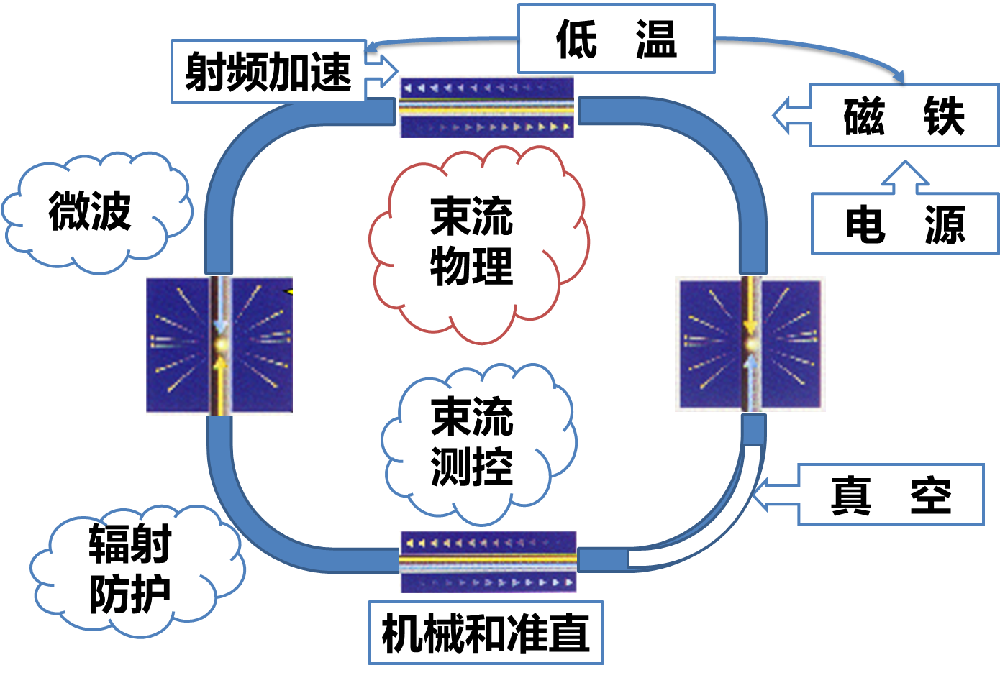 低 温
射频加速
磁 铁
微波
束流
物理
电 源
束流
测控
真 空
辐射
防护
机械和准直